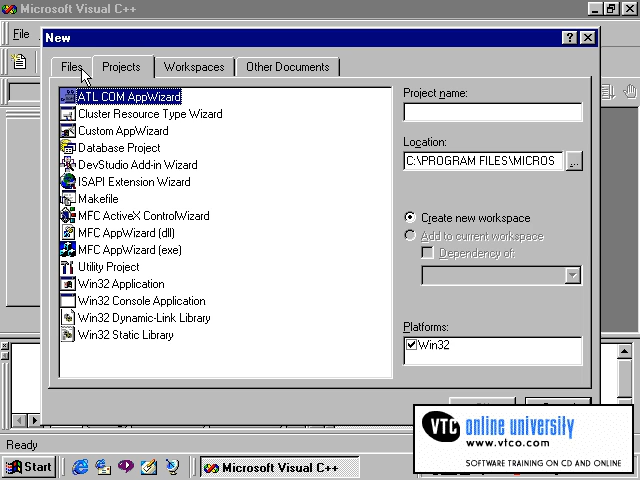 Microsoft Visual C++
File
New
Files Projects Workspaces Other Documents
ATL COM AppWizard
Cluster Resource Type Wizard
Custom AppWizard
Database Project
DevStudio Add-in Wizard
ISAPI Extension Wizard
Makefile
MFC ActiveX ControlWizard
MFC AppWizard (dll)
MFC AppWizard (exe)
Utility Project
Win32 Application
Win32 Console Application
Win32 Dynamic-Link Library
Win32 Static Library
Project name:
Location:
C:\PROGRAM FILES\MICROS
...
Create new workspace
Add to current workspace
Dependency of:
Platforms:
Win32
Ready
Start
Microsoft Visual C++
VTC online university
www.vtco.com
SOFTWARE TRAINING ON CD AND ONLINE